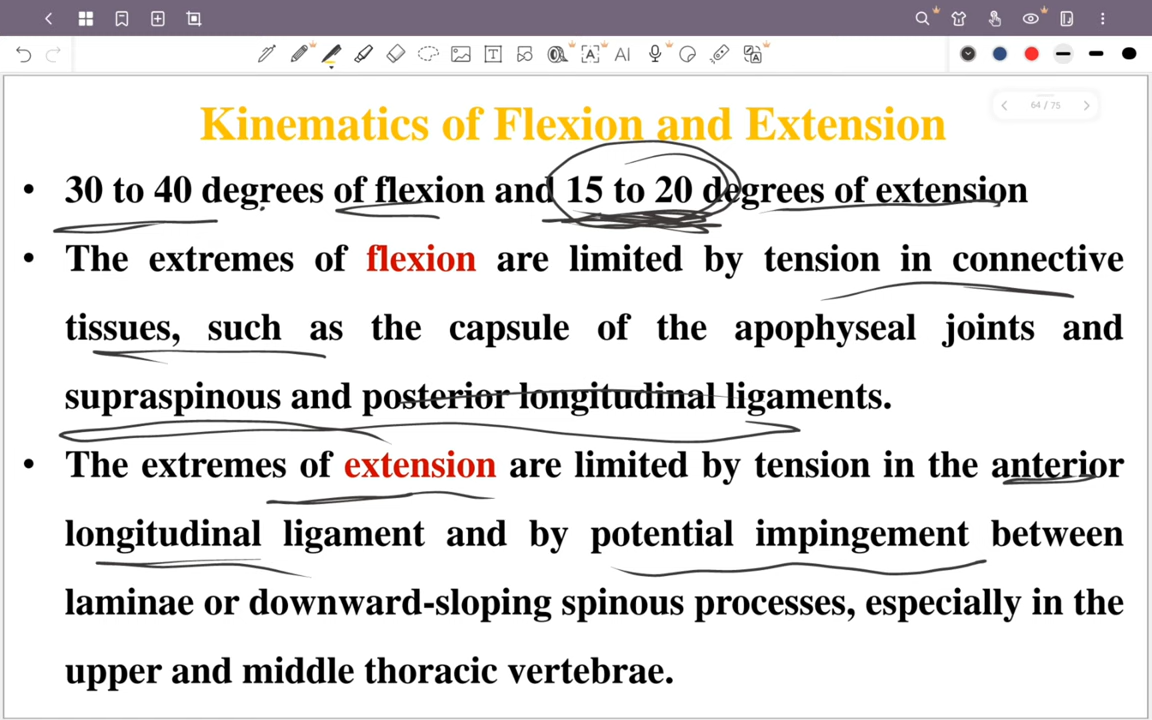 AI
64 / 75
Kinematics of Flexion and Extension
• 30 to 40 degrees of flexion and 15 to 20 degrees of extension
• The extremes of flexion are limited by tension in connective
tissues, such as the capsule of the apophyseal joints and
supraspinous and posterior longitudinal ligaments.
• The extremes of extension are limited by tension in the anterior
longitudinal ligament and by potential impingement between
laminae or downward-sloping spinous processes, especially in the
upper and middle thoracic vertebrae.